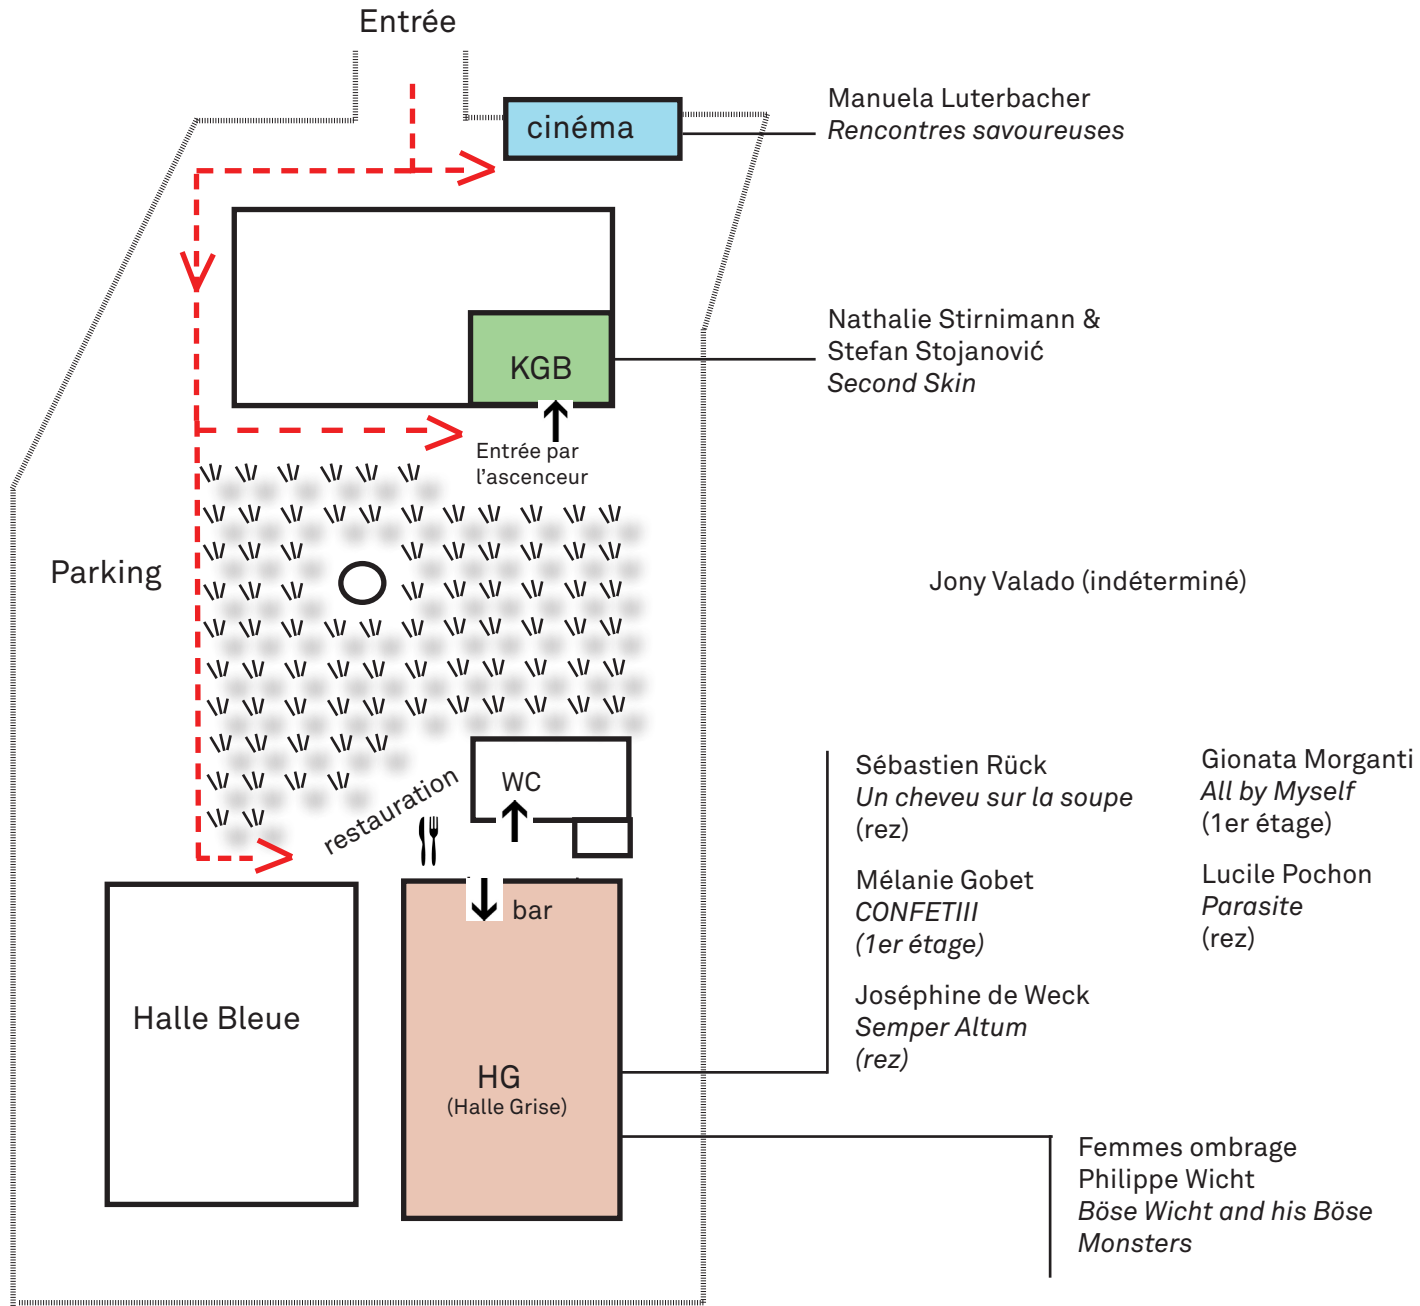 Entrée
cinéma
Manuela Luterbacher
Rencontres savoureuses
KGB
Nathalie Stirnimann &
Stefan Stojanović
Second Skin
Entrée par
l'ascenceur
Parking
Jony Valado (indéterminé)
restauration
WC
bar
Halle Bleue
HG
(Halle Grise)
Sébastien Rück
Un cheveu sur la soupe
(rez)
Mélanie Gobet
CONFETIII
(1er étage)
Joséphine de Weck
Semper Altum
(rez)
Gionata Morganti
All by Myself
(1er étage)
Lucile Pochon
Parasite
(rez)
Femmes ombrage
Philippe Wicht
Böse Wicht and his Böse
Monsters